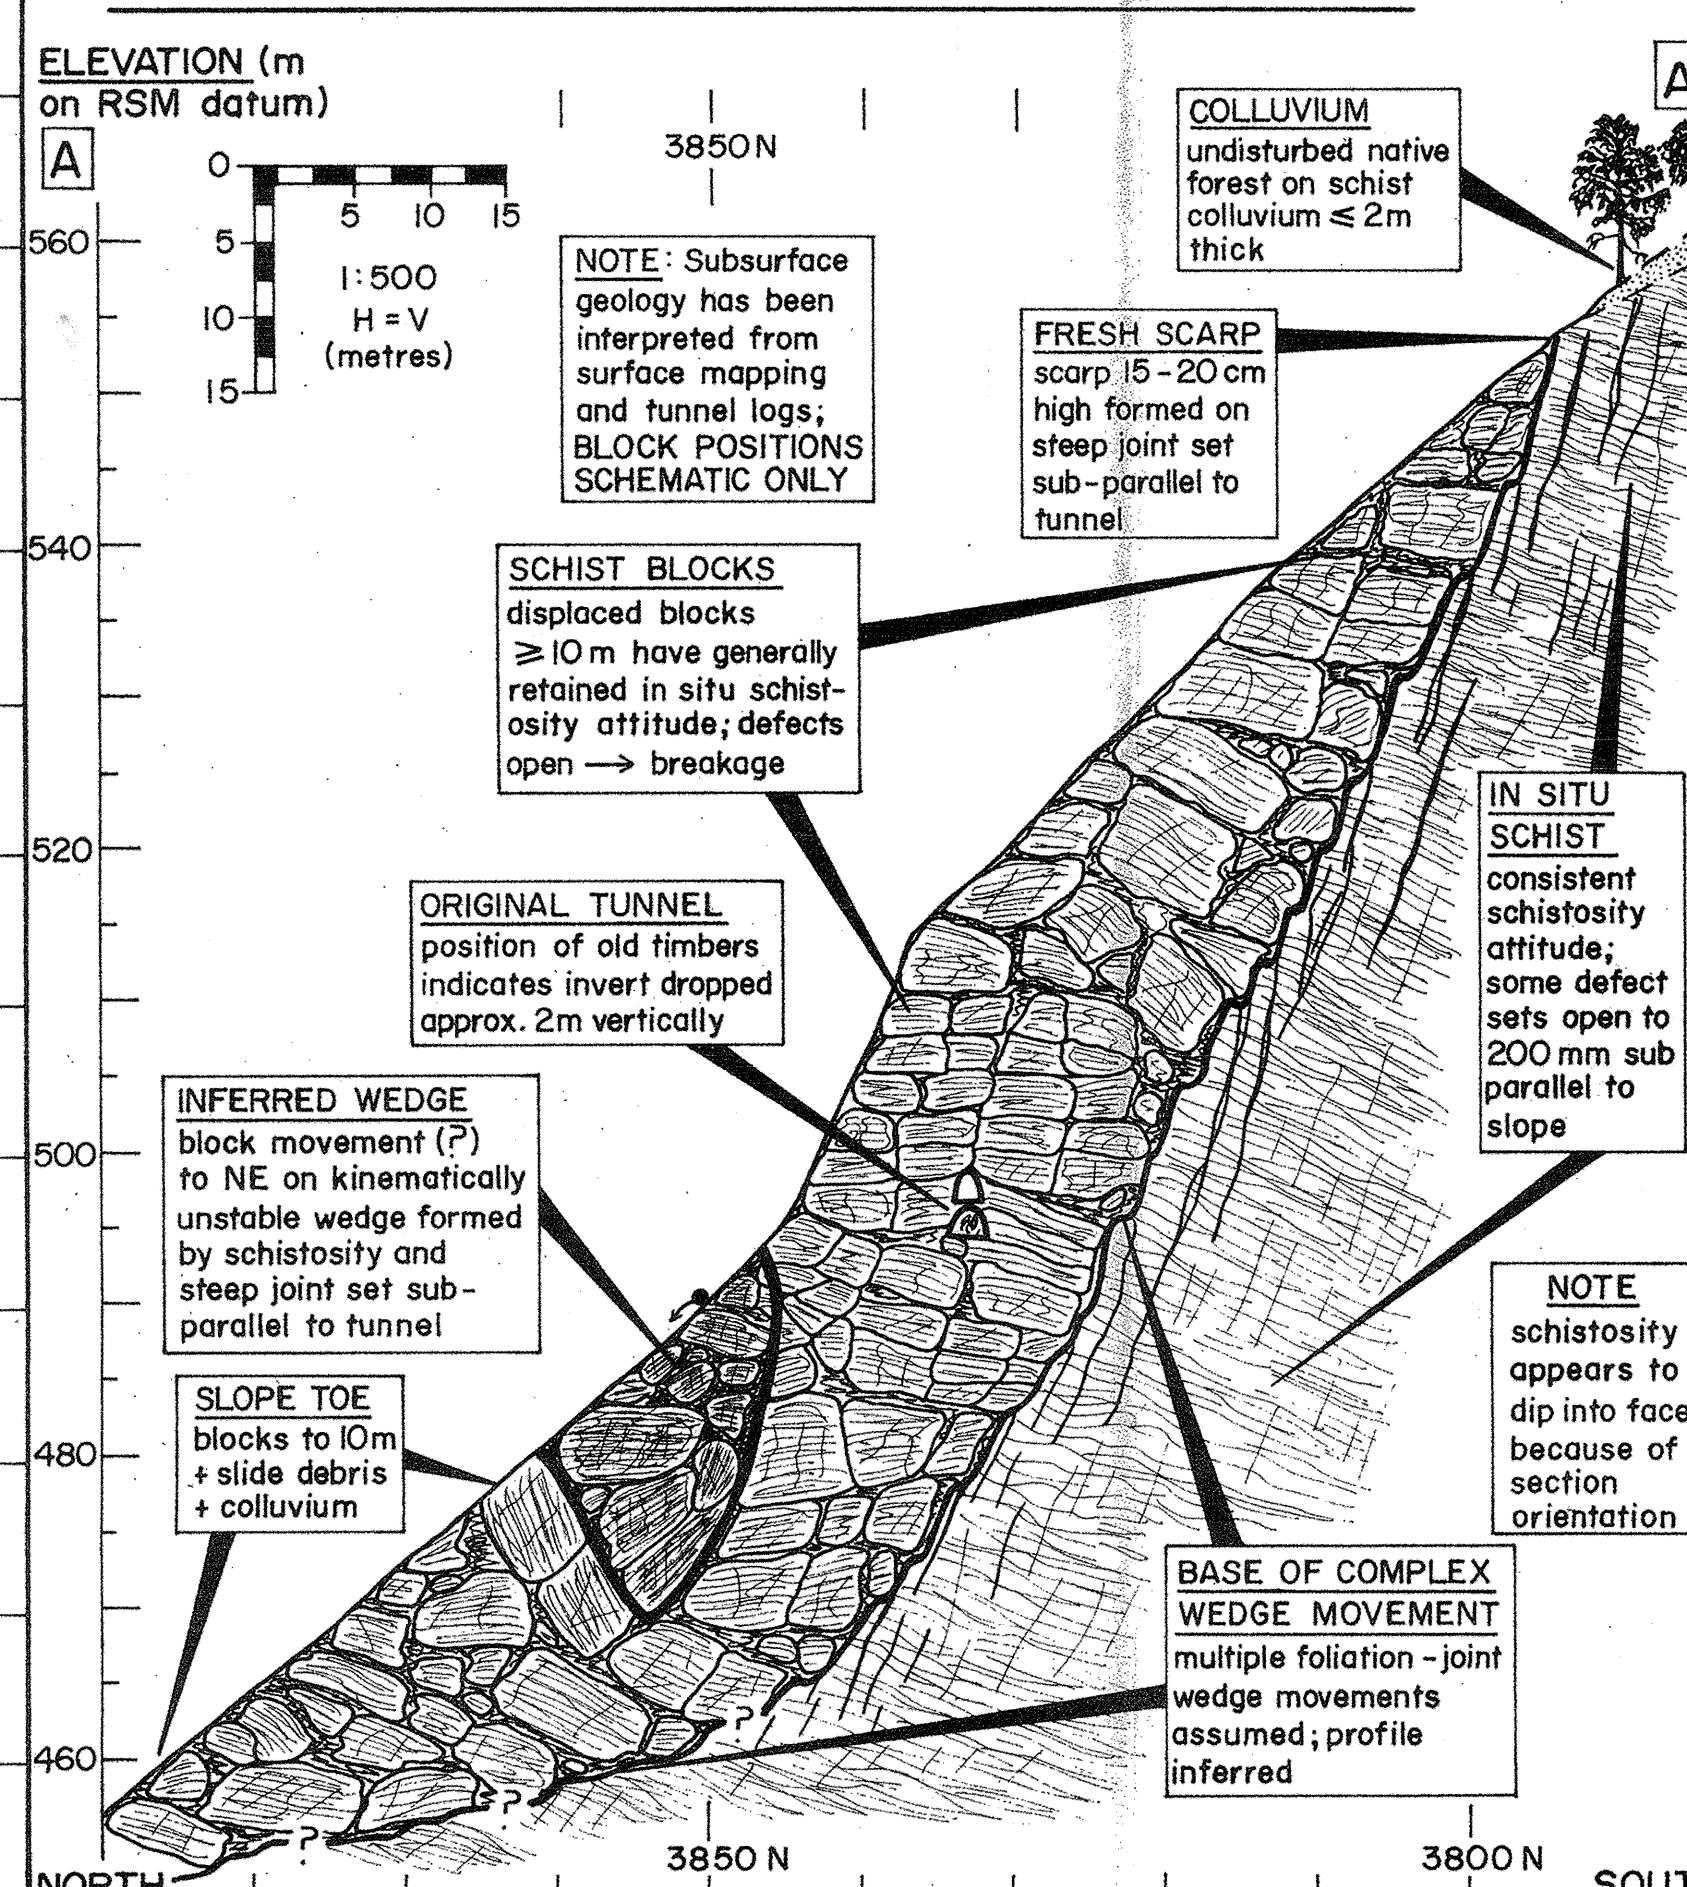 ELEVATION (m
on RSM datum)
A
0
5
10
15
5
10
15
1:500
H = V
(metres)
3850 N
A
560
540
520
500
480
460
NOTE: Subsurface
geology has been
interpreted from
surface mapping
and tunnel logs;
BLOCK POSITIONS
SCHEMATIC ONLY
COLLUVIUM
undisturbed native
forest on schist
colluvium ≤ 2m
thick
FRESH SCARP
scarp 15-20 cm
high formed on
steep joint set
sub-parallel to
tunnel
SCHIST BLOCKS
displaced blocks
⩾ 10 m have generally
retained in situ schist-
osity attitude; defects
open → breakage
ORIGINAL TUNNEL
position of old timbers
indicates invert dropped
approx. 2m vertically
IN SITU
SCHIST
consistent
schistosity
attitude;
some defect
sets open to
200 mm sub
parallel to
slope
INFERRED WEDGE
block movement (?)
to NE on kinematically
unstable wedge formed
by schistosity and
steep joint set sub-
parallel to tunnel
NOTE
schistosity
appears to
dip into face
because of
section
orientation
SLOPE TOE
blocks to 10m
+ slide debris
+ colluvium
BASE OF COMPLEX
WEDGE MOVEMENT
multiple foliation-joint
wedge movements
assumed; profile
inferred
?
?
?
3850 N
3800 N
NORTH